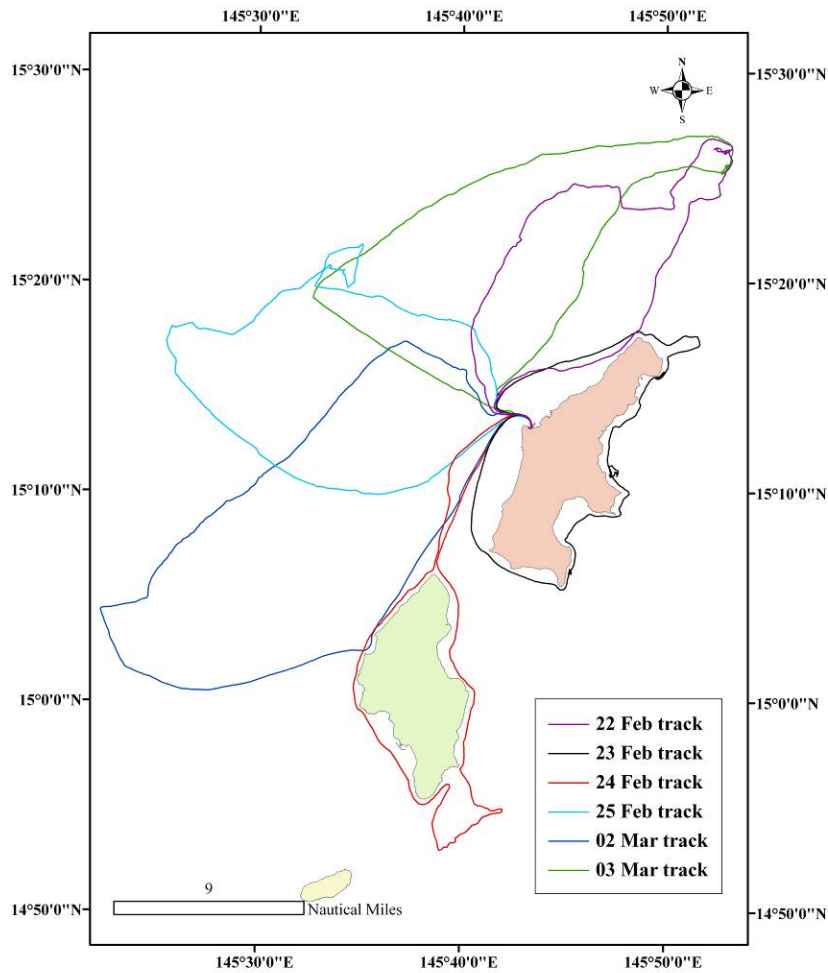 145°30'0"E 145°40'0"E 145°50'0"E
15°30'0"N 15°30'0"N
N
W E
S
15°20'0"N 15°20'0"N
15°10'0"N 15°10'0"N
15°0'0"N 15°0'0"N
22 Feb track
23 Feb track
24 Feb track
25 Feb track
02 Mar track
03 Mar track
9
Nautical Miles
14°50'0"N 14°50'0"N
145°30'0"E 145°40'0"E 145°50'0"E